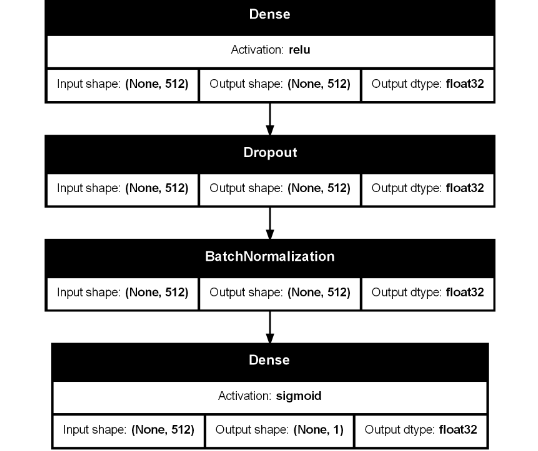 Dense
Activation: relu
Input shape: (None, 512) Output shape: (None, 512) Output dtype: float32
Dropout
Input shape: (None, 512) Output shape: (None, 512) Output dtype: float32
BatchNormalization
Input shape: (None, 512) Output shape: (None, 512) Output dtype: float32
Dense
Activation: sigmoid
Input shape: (None, 512) Output shape: (None, 1) Output dtype: float32